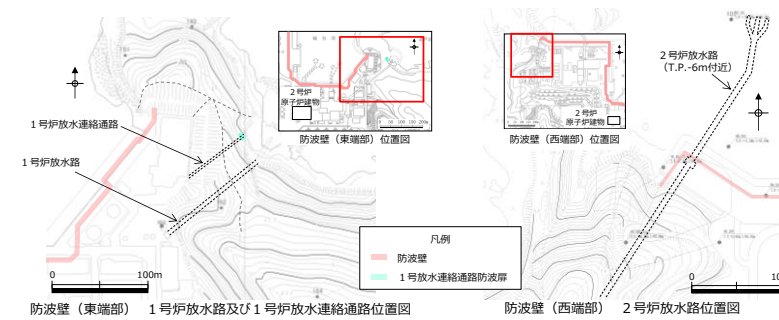 1号炉放水連絡通路
1号炉放水路
2号炉
原子炉建物
防波壁（東端部）位置図
凡例
防波壁
1号放水連絡通路防波扉
0 100m
防波壁（東端部） 1号炉放水路及び1号炉放水連絡通路位置図
2号炉
原子炉建物
防波壁（西端部）位置図
2号炉放水路
（T.P.-6m付近）
0
防波壁（西端部） 2号炉放水路位置図